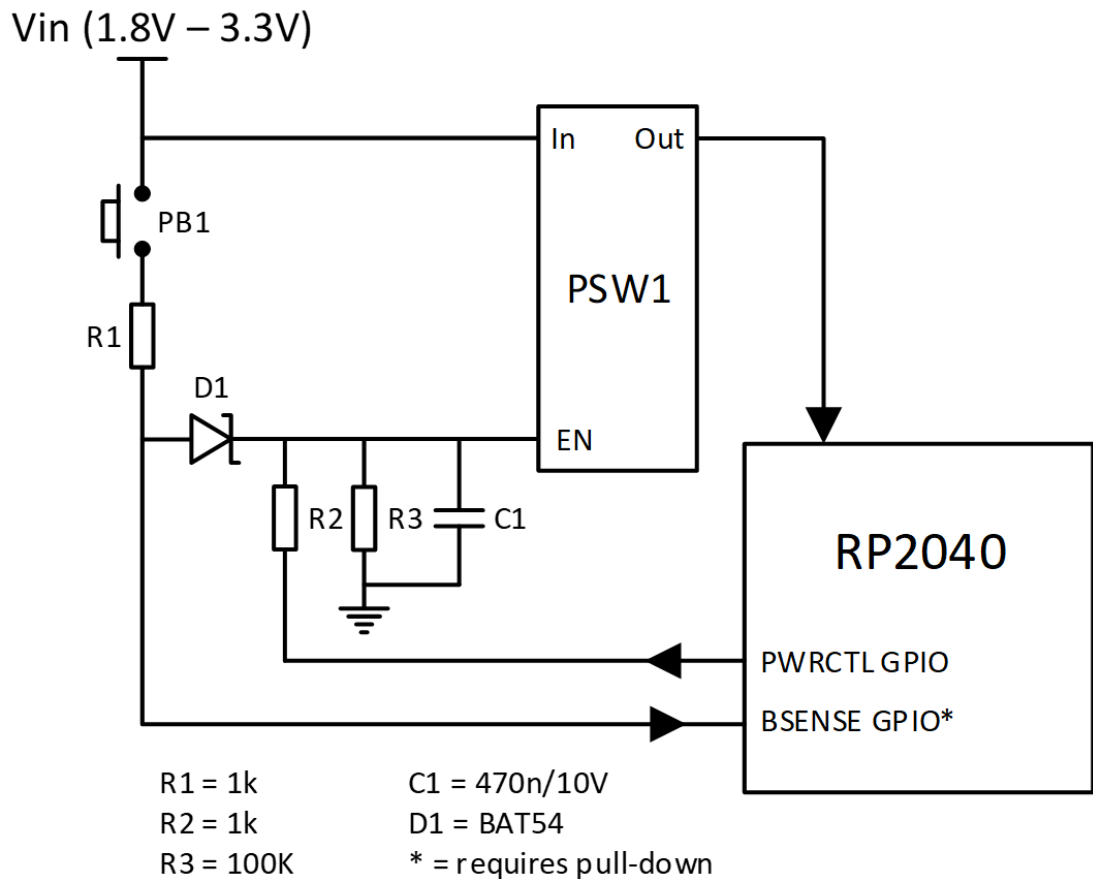 Vin (1.8V – 3.3V)
In Out
PB1
PSW1
R1
D1
EN
R2 R3 C1
RP2040
PWRCTL GPIO
BSENSE GPIO*
R1 = 1k C1 = 470n/10V
R2 = 1k D1 = BAT54
R3 = 100K * = requires pull-down